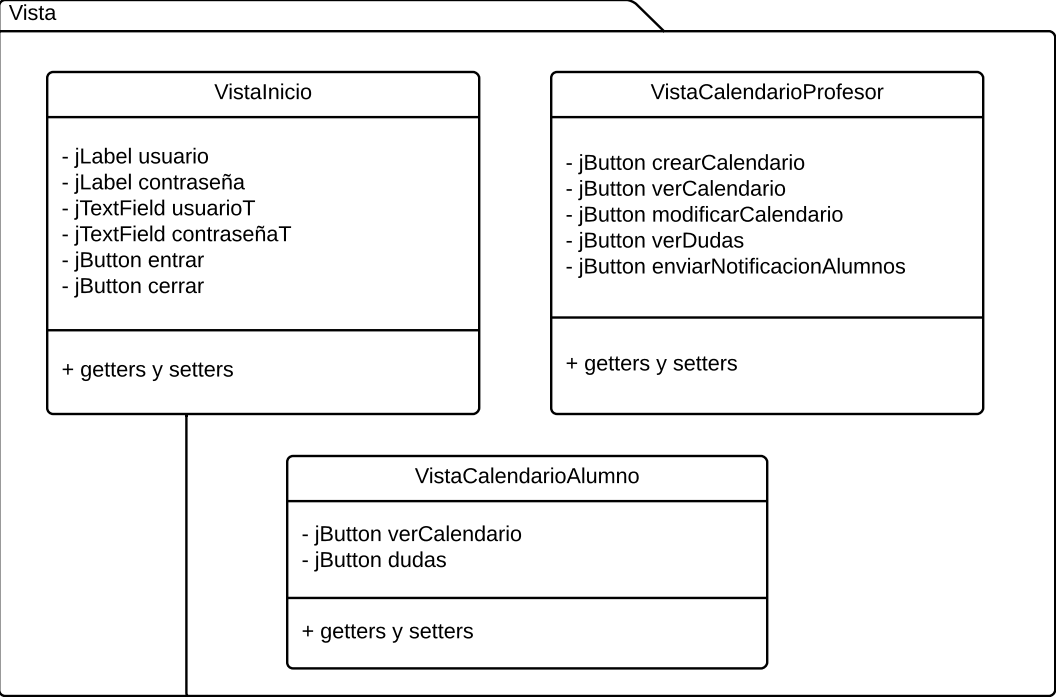 Vista
VistaInicio
- jLabel usuario
- jLabel contraseña
- jTextField usuarioT
- jTextField contraseñaT
- jButton entrar
- jButton cerrar
+ getters y setters
VistaCalendarioProfesor
- jButton crearCalendario
- jButton verCalendario
- jButton modificarCalendario
- jButton verDudas
- jButton enviarNotificacionAlumnos
+ getters y setters
VistaCalendarioAlumno
- jButton verCalendario
- jButton dudas
+ getters y setters